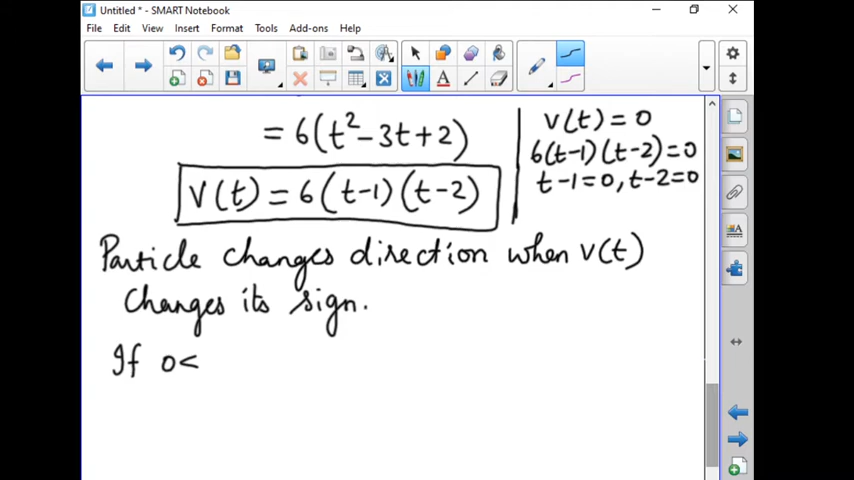 Untitled * - SMART Notebook
File Edit View Insert Format Tools Add-ons Help
= 6(t²-3t+2)
V(t) = 6(t-1)(t-2)
v(t) = 0
6(t-1)(t-2)=0
t-1=0, t-2=0
Particle changes direction when v(t)
changes its sign.
If 0<